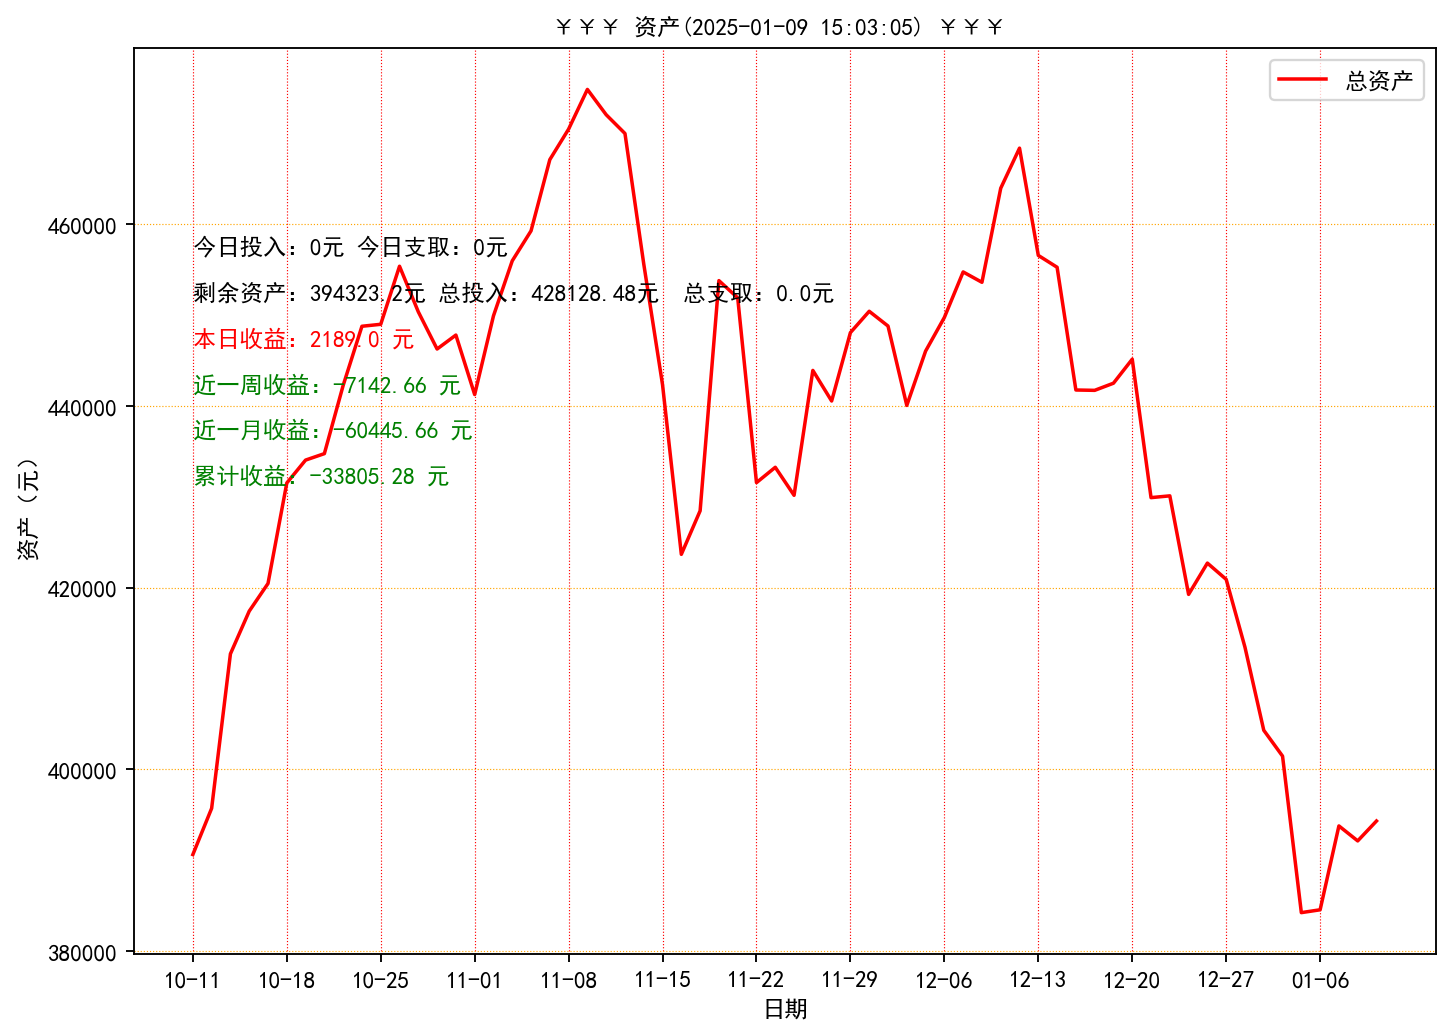 ￥￥￥ 资产(2025-01-09 15:03:05) ￥￥￥
总资产
460000
440000
420000
400000
380000
资产（元）
今日投入：0元 今日支取：0元
剩余资产：394323.2元 总投入：428128.48元  总支取：0.0元
本日收益：2189.0 元
近一周收益：-7142.66 元
近一月收益：-60445.66 元
累计收益：-33805.28 元
10-11 10-18 10-25 11-01 11-08 11-15 11-22 11-29 12-06 12-13 12-20 12-27 01-06
日期